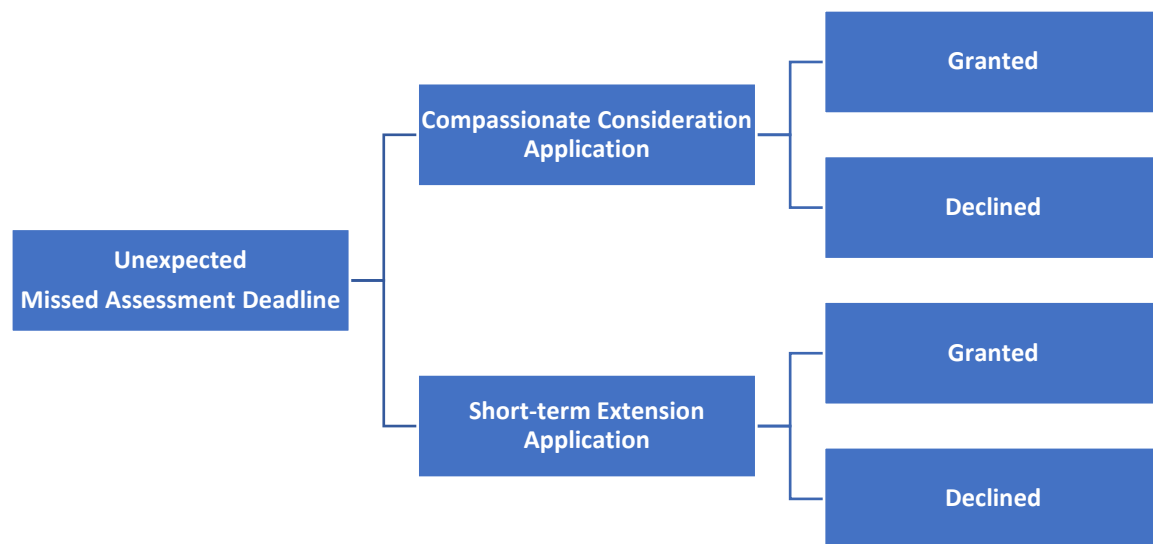 Unexpected
Missed Assessment Deadline
Compassionate Consideration
Application
Granted
Declined
Short-term Extension
Application
Granted
Declined